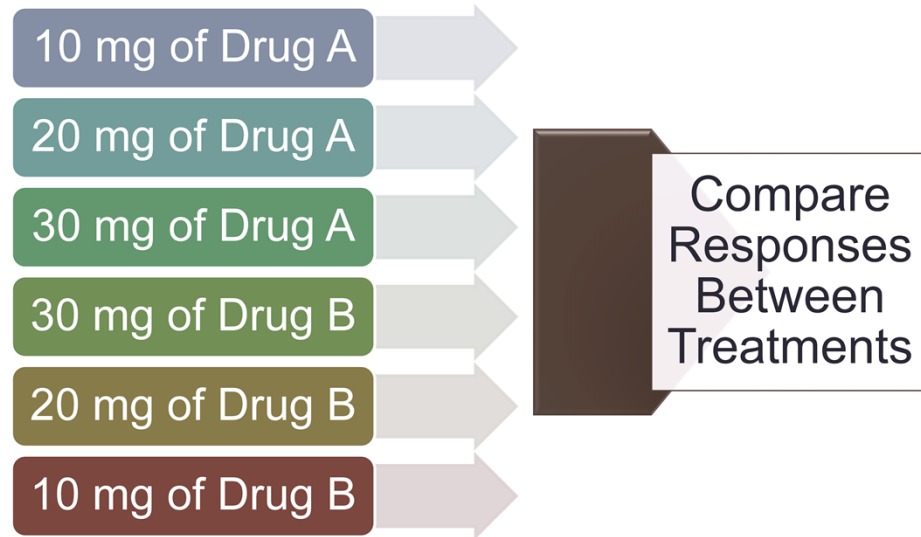 10 mg of Drug A
20 mg of Drug A
30 mg of Drug A
30 mg of Drug B
20 mg of Drug B
10 mg of Drug B
Compare
Responses
Between
Treatments